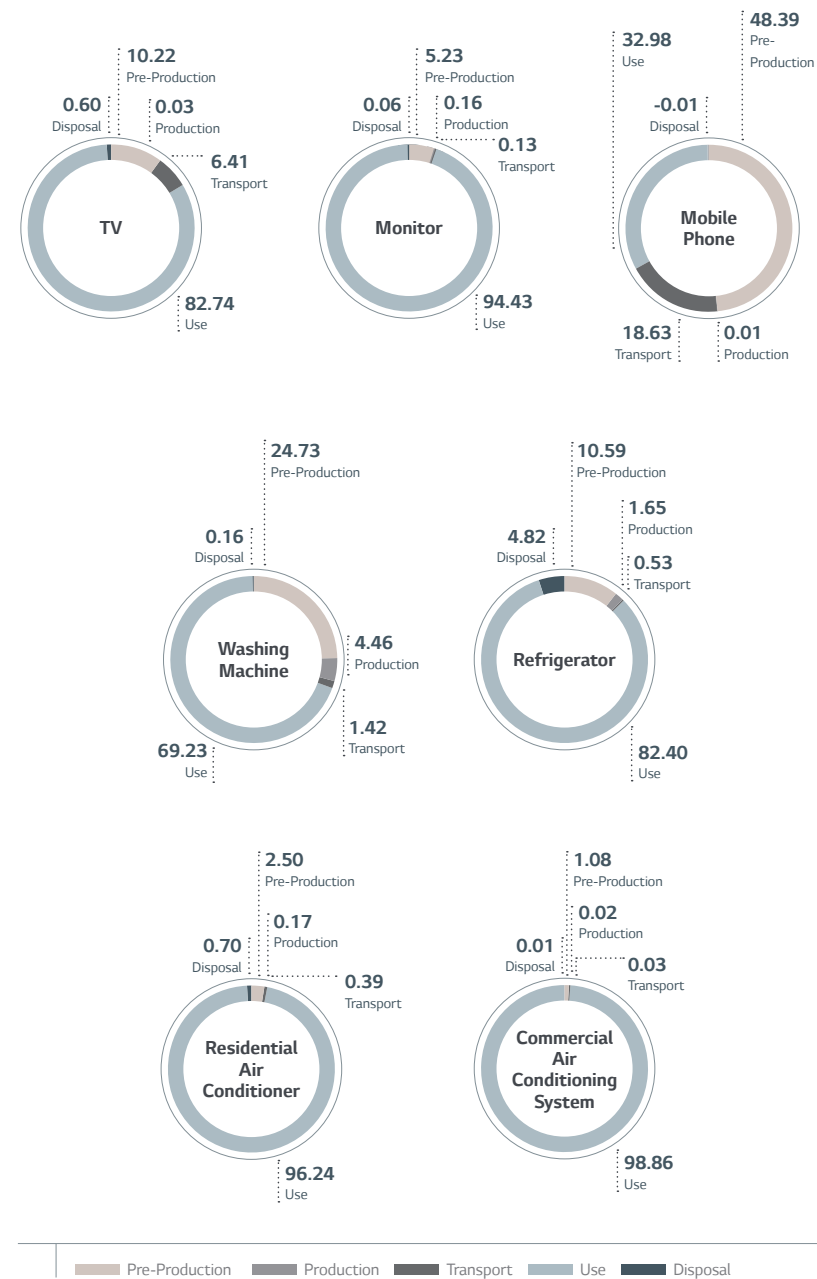 10.22
Pre-Production
0.60
Disposal
0.03
Production
6.41
Transport
TV
82.74
Use
5.23
Pre-Production
0.06
Disposal
0.16
Production
0.13
Transport
Monitor
94.43
Use
48.39
Pre-
Production
32.98
Use
-0.01
Disposal
Mobile
Phone
18.63
Transport
0.01
Production
24.73
Pre-Production
0.16
Disposal
Washing
Machine
4.46
Production
1.42
Transport
69.23
Use
10.59
Pre-Production
1.65
Production
4.82
Disposal
0.53
Transport
Refrigerator
82.40
Use
2.50
Pre-Production
0.17
Production
0.70
Disposal
0.39
Transport
Residential
Air
Conditioner
96.24
Use
1.08
Pre-Production
0.02
Production
0.01
Disposal
0.03
Transport
Commercial
Air
Conditioning
System
98.86
Use
Pre-Production Production Transport Use Disposal